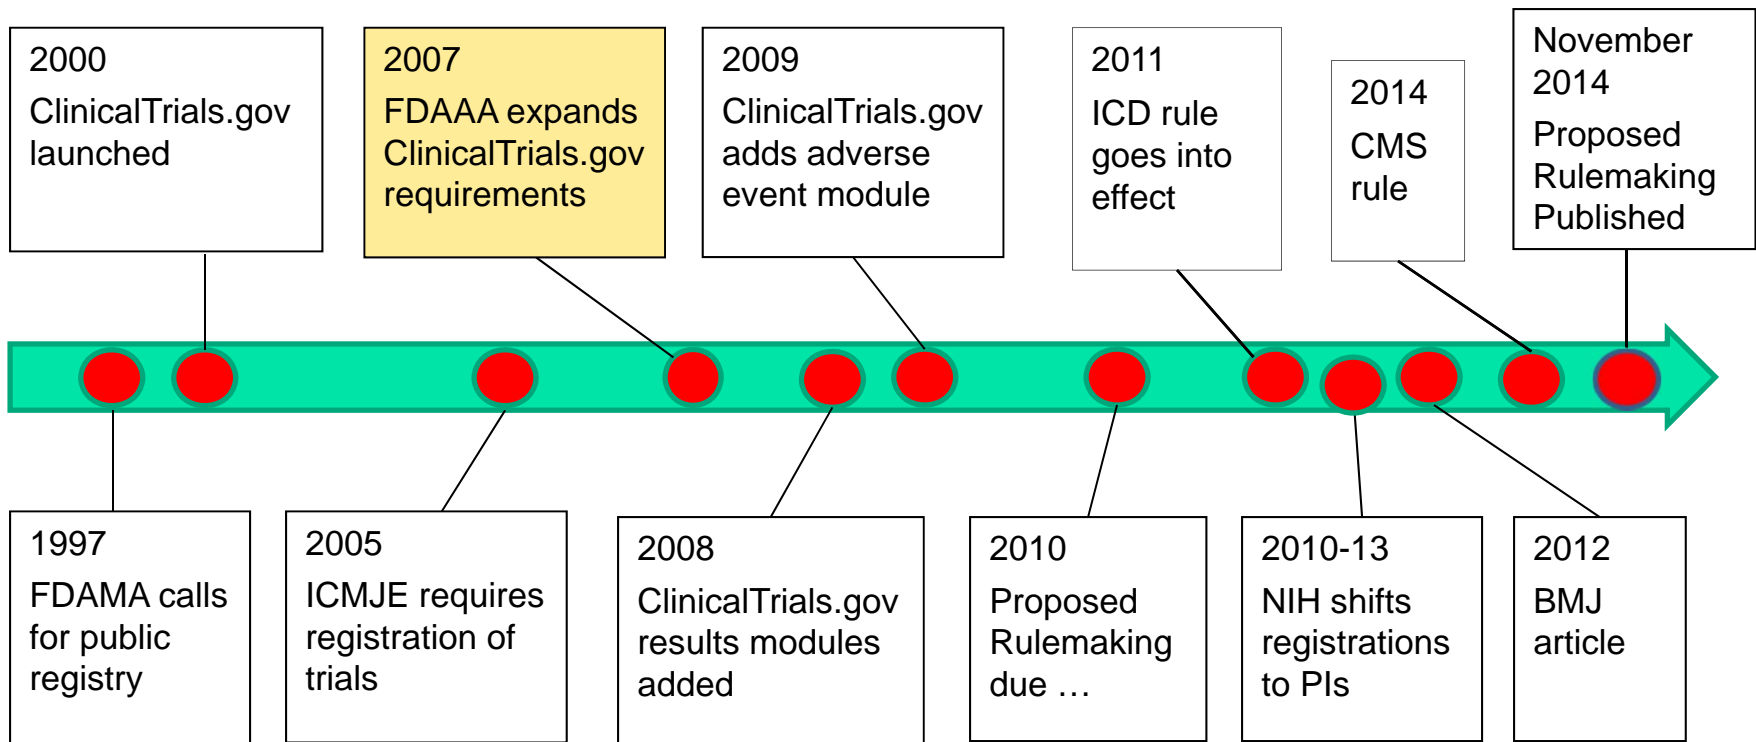 2000
ClinicalTrials.gov
launched
2007
FDAAA expands
ClinicalTrials.gov
requirements
2009
ClinicalTrials.gov
adds adverse
event module
2011
ICD rule
goes into
effect
2014
CMS
rule
November
2014
Proposed
Rulemaking
Published
1997
FDAMA calls
for public
registry
2005
ICMJE requires
registration of
trials
2008
ClinicalTrials.gov
results modules
added
2010
Proposed
Rulemaking
due …
2010-13
NIH shifts
registrations
to PIs
2012
BMJ
article